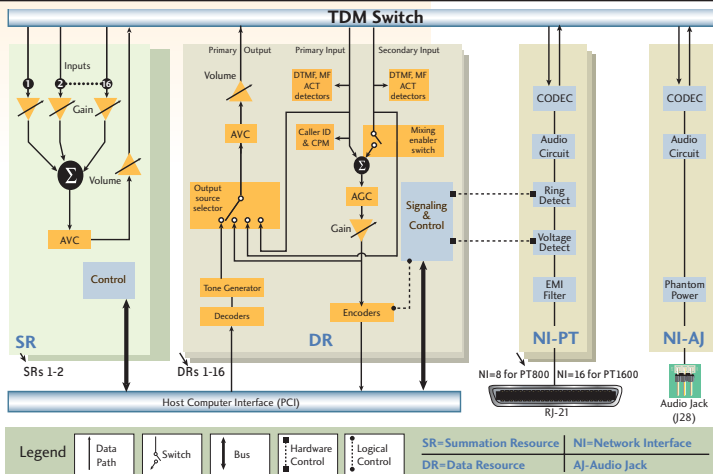 TDM Switch
Inputs
1
2
16
Gain
Σ
Volume
AVC
Control
SR
SRs 1-2
Primary Output
Volume
AVC
Output
source
selector
Tone Generator
Decoders
Primary Input
Secondary Input
DTMF, MF
ACT
detectors
DTMF, MF
ACT
detectors
Caller ID
& CPM
Mixing
enabler
switch
Σ
AGC
Gain
Signaling
&
Control
Encoders
DR
DRs 1-16
CODEC
Audio
Circuit
Ring
Detect
Voltage
Detect
EMI
Filter
NI-PT
NI=8 for PT800
NI=16 for PT1600
RJ-21
CODEC
Audio
Circuit
Phantom
Power
NI-AJ
Audio Jack
(J28)
Host Computer Interface (PCI)
Legend
Data
Path
Switch
Bus
Hardware
Control
Logical
Control
SR=Summation Resource
NI=Network Interface
DR=Data Resource
AJ-Audio Jack